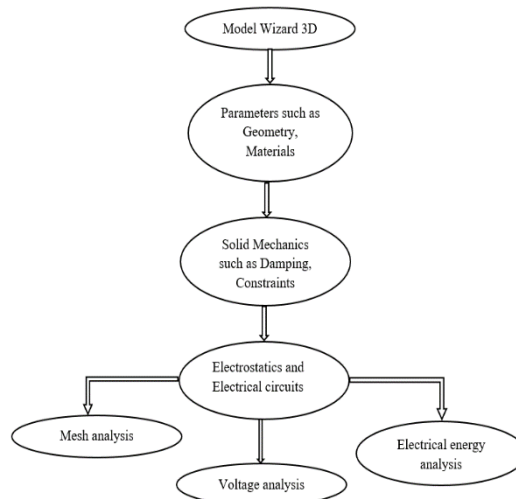 Model Wizard 3D
Parameters such as
Geometry,
Materials
Solid Mechanics
such as Damping,
Constraints
Electrostatics and
Electrical circuits
Mesh analysis
Voltage analysis
Electrical energy
analysis